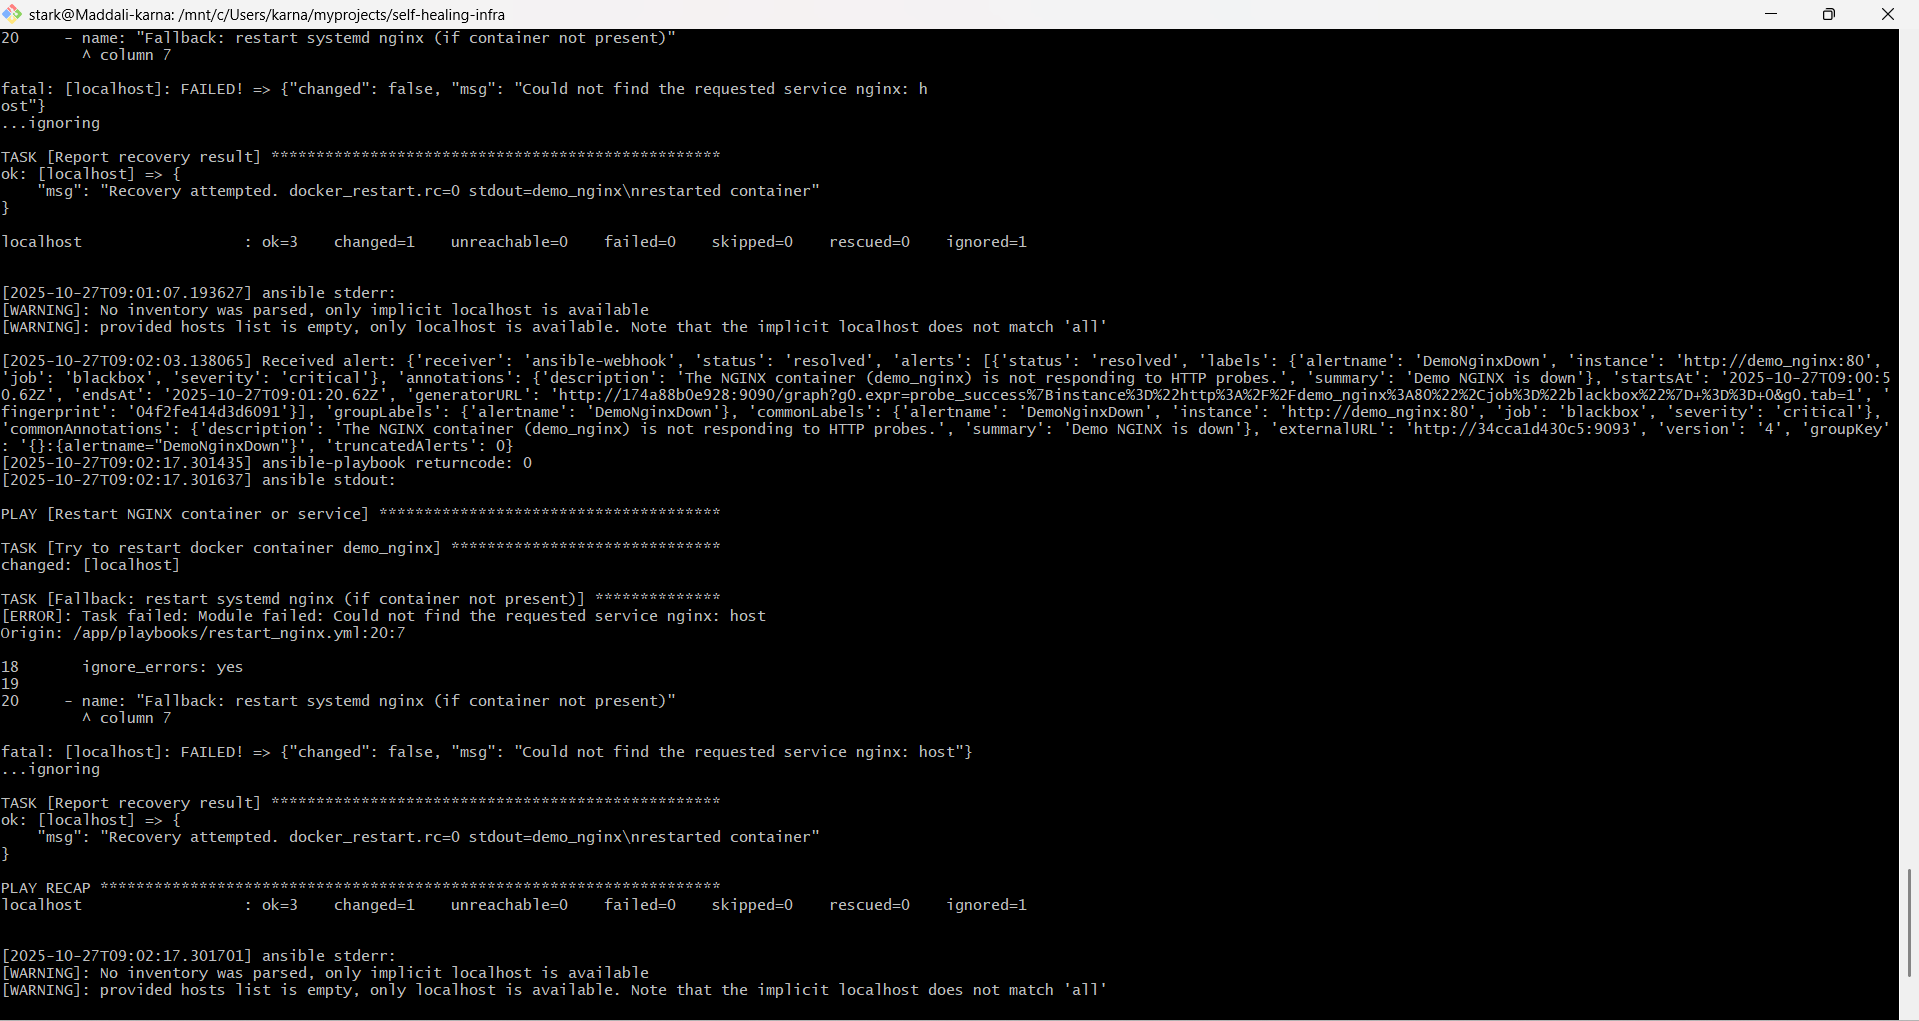 stark@Maddali-karna: /mnt/c/Users/karna/myprojects/self-healing-infra
20     - name: "Fallback: restart systemd nginx (if container not present)"
         ^ column 7
fatal: [localhost]: FAILED! => {"changed": false, "msg": "Could not find the requested service nginx: h
ost"}
...ignoring
TASK [Report recovery result] **************************************************
ok: [localhost] => {
    "msg": "Recovery attempted. docker_restart.rc=0 stdout=demo_nginx\nrestarted container"
}
localhost                  : ok=3    changed=1    unreachable=0    failed=0    skipped=0    rescued=0    ignored=1
[2025-10-27T09:01:07.193627] ansible stderr:
[WARNING]: No inventory was parsed, only implicit localhost is available
[WARNING]: provided hosts list is empty, only localhost is available. Note that the implicit localhost does not match 'all'
[2025-10-27T09:02:03.138065] Received alert: {'receiver': 'ansible-webhook', 'status': 'resolved', 'alerts': [{'status': 'resolved', 'labels': {'alertname': 'DemoNginxDown', 'instance': 'http://demo_nginx:80',
'job': 'blackbox', 'severity': 'critical'}, 'annotations': {'description': 'The NGINX container (demo_nginx) is not responding to HTTP probes.', 'summary': 'Demo NGINX is down'}, 'startsAt': '2025-10-27T09:00:5
0.62Z', 'endsAt': '2025-10-27T09:01:20.62Z', 'generatorURL': 'http://174a88b0e928:9090/graph?g0.expr=probe_success%7Binstance%3D%22http%3A%2F%2Fdemo_nginx%3A80%22%2Cjob%3D%22blackbox%22%7D+%3D%3D+0&g0.tab=1', '
fingerprint': '04f2fe414d3d6091'}], 'groupLabels': {'alertname': 'DemoNginxDown'}, 'commonLabels': {'alertname': 'DemoNginxDown', 'instance': 'http://demo_nginx:80', 'job': 'blackbox', 'severity': 'critical'},
'commonAnnotations': {'description': 'The NGINX container (demo_nginx) is not responding to HTTP probes.', 'summary': 'Demo NGINX is down'}, 'externalURL': 'http://34cca1d430c5:9093', 'version': '4', 'groupKey'
: '{}:{alertname="DemoNginxDown"}', 'truncatedAlerts': 0}
[2025-10-27T09:02:17.301435] ansible-playbook returncode: 0
[2025-10-27T09:02:17.301637] ansible stdout:
PLAY [Restart NGINX container or service] **************************************
TASK [Try to restart docker container demo_nginx] ******************************
changed: [localhost]
TASK [Fallback: restart systemd nginx (if container not present)] **************
[ERROR]: Task failed: Module failed: Could not find the requested service nginx: host
Origin: /app/playbooks/restart_nginx.yml:20:7
18       ignore_errors: yes
19
20     - name: "Fallback: restart systemd nginx (if container not present)"
         ^ column 7
fatal: [localhost]: FAILED! => {"changed": false, "msg": "Could not find the requested service nginx: host"}
...ignoring
TASK [Report recovery result] **************************************************
ok: [localhost] => {
    "msg": "Recovery attempted. docker_restart.rc=0 stdout=demo_nginx\nrestarted container"
}
PLAY RECAP *********************************************************************
localhost                  : ok=3    changed=1    unreachable=0    failed=0    skipped=0    rescued=0    ignored=1
[2025-10-27T09:02:17.301701] ansible stderr:
[WARNING]: No inventory was parsed, only implicit localhost is available
[WARNING]: provided hosts list is empty, only localhost is available. Note that the implicit localhost does not match 'all'